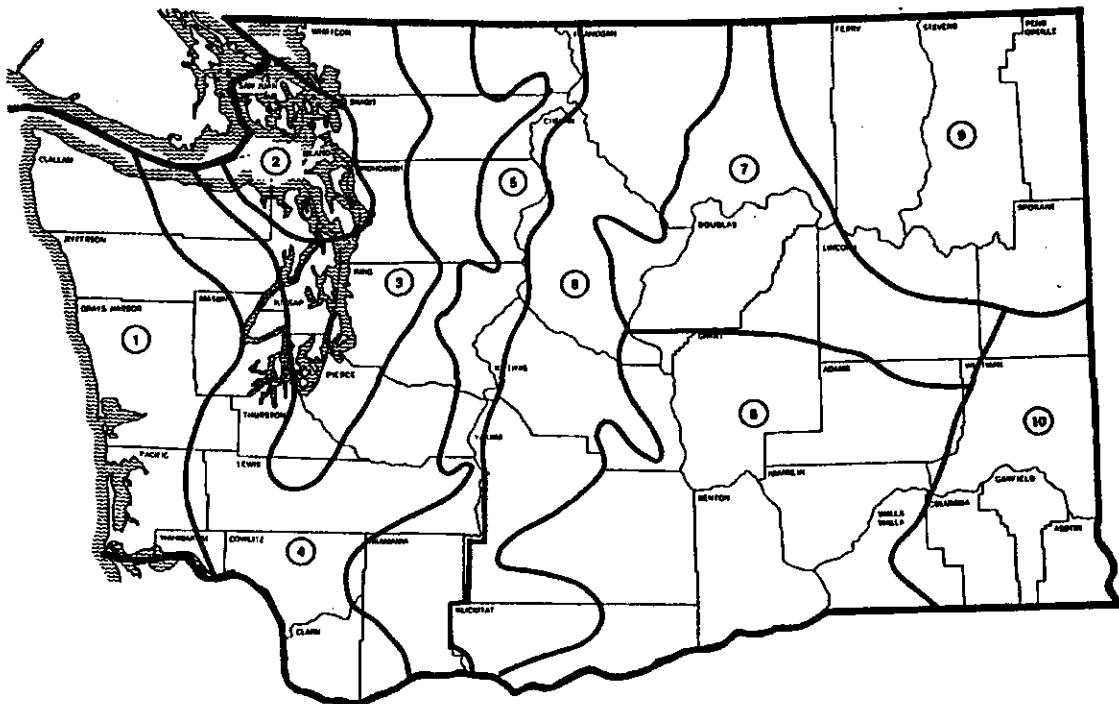 WHATCOM
OKANOGAN
FERRY
STEVENS
PEND OREILLE
SAN JUAN
SKAGIT
CHELAN
CLALLAM
2
ISLAND
SNOHOMISH
5
7
9
SPOKANE
JEFFERSON
DOUGLAS
LINCOLN
KING
3
6
MASON
KITSAP
GRAYS HARBOR
1
GRANT
PIERCE
KITTITAS
ADAMS
WHITMAN
THURSTON
8
10
YAKIMA
PACIFIC
LEWIS
FRANKLIN
GARFIELD
BENTON
COLUMBIA
WALLA
WALLA
ASOTIN
WAHKIAKUM
COWLITZ
SKAMANIA
4
KLICKITAT
CLARK